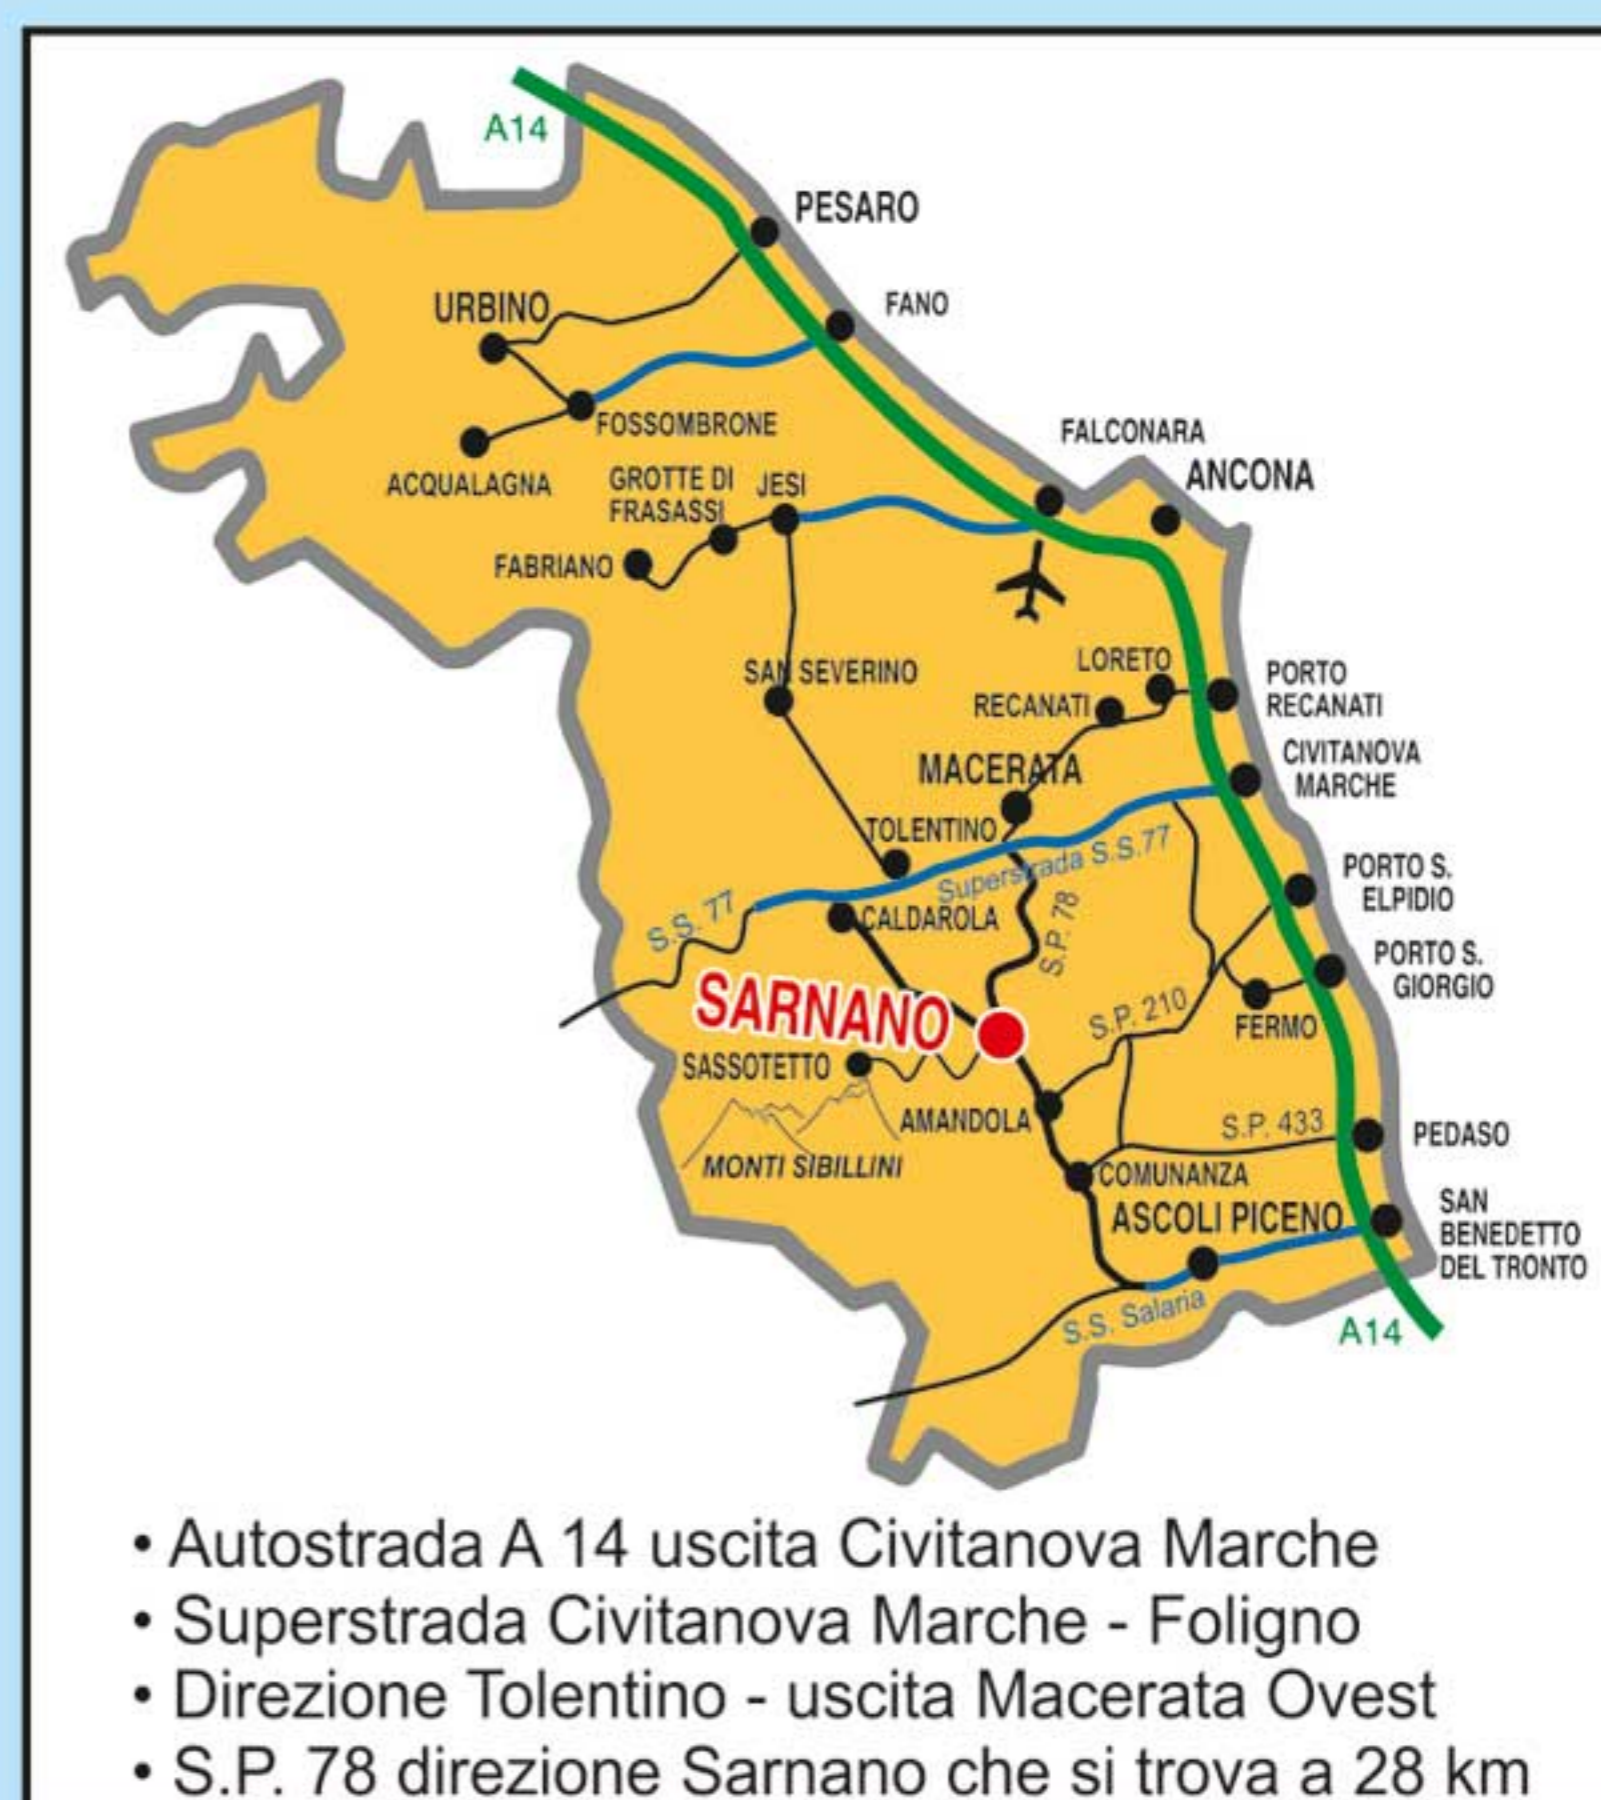 A14
PESARO
URBINO
FANO
FOSSOMBRONE
FALCONARA
ANCONA
ACQUALAGNA
GROTTE DI
FRASASSI
JESI
FABRIANO
SAN SEVERINO
LORETO
PORTO
RECANATI
RECANATI
CIVITANOVA
MARCHE
MACERATA
TOLENTINO
Superstrada S.S.77
PORTO S.
ELPIDIO
S.S. 77
CALDAROLA
S.P. 78
PORTO S.
GIORGIO
SARNANO
S.P. 210
FERMO
SASSOTETTO
AMANDOLA
S.P. 433
PEDASO
MONTI SIBILLINI
COMUNANZA
ASCOLI PICENO
SAN
BENEDETTO
DEL TRONTO
S.S. Salaria
A14
• Autostrada A 14 uscita Civitanova Marche
• Superstrada Civitanova Marche - Foligno
• Direzione Tolentino - uscita Macerata Ovest
• S.P. 78 direzione Sarnano che si trova a 28 km